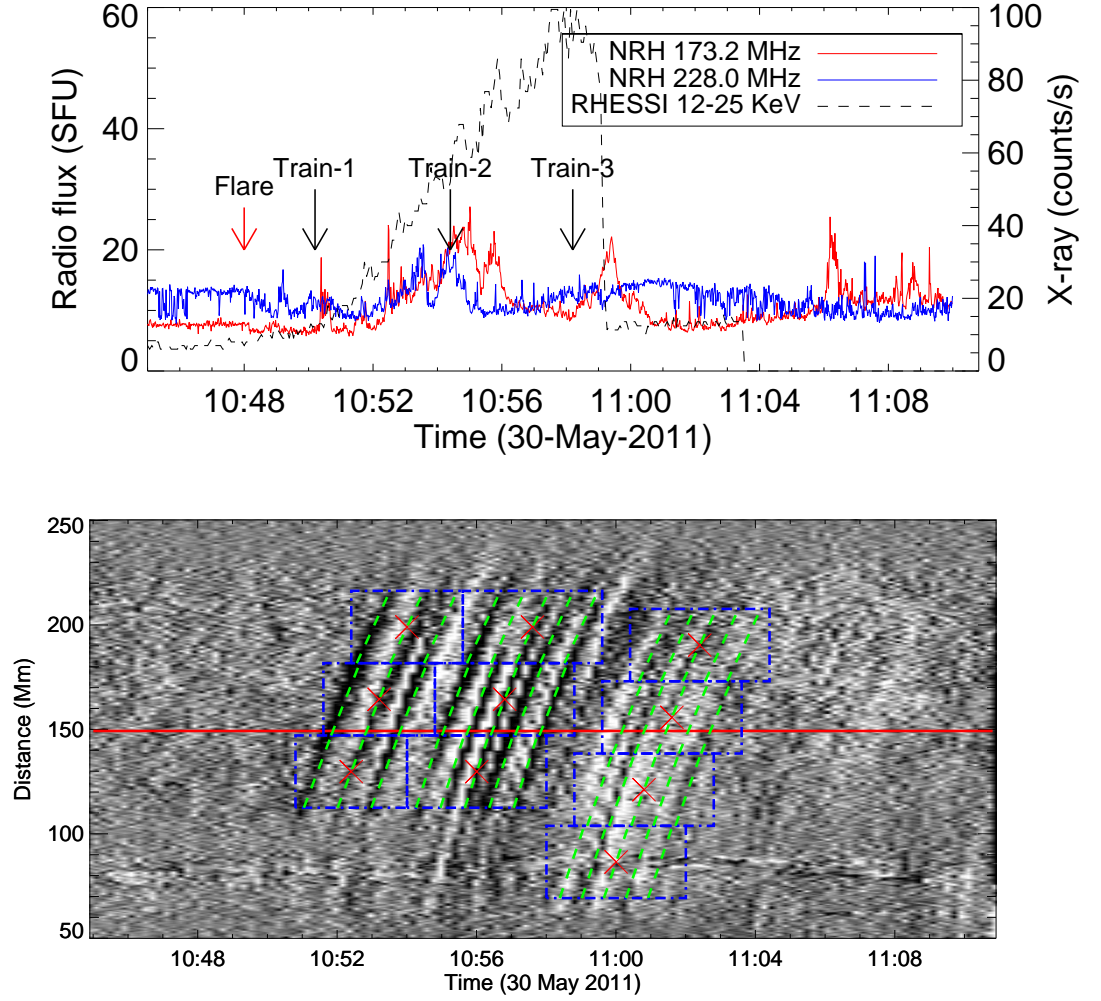 60
100
NRH 173.2 MHz
NRH 228.0 MHz
RHESSI 12-25 KeV
80
40
60
Train-1
Train-2
Train-3
Flare
40
20
20
0
0
Radio flux (SFU)
X-ray (counts/s)
10:48 10:52 10:56 11:00 11:04 11:08
Time (30-May-2011)
250
200
150
100
50
Distance (Mm)
10:48 10:52 10:56 11:00 11:04 11:08
Time (30 May 2011)